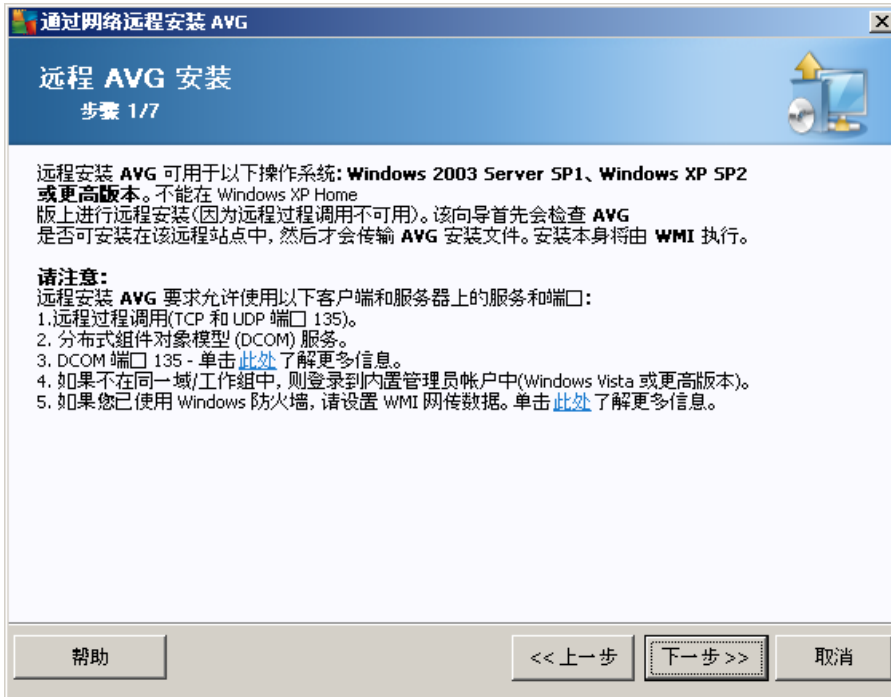 通过网络远程安装 AVG
远程 AVG 安装
步骤 1/7
远程安装 AVG 可用于以下操作系统: Windows 2003 Server SP1、Windows XP SP2
或更高版本。不能在 Windows XP Home
版上进行远程安装(因为远程过程调用不可用)。该向导首先会检查 AVG
是否可安装在该远程站点中, 然后才会传输 AVG 安装文件。安装本身将由 WMI 执行。
请注意:
远程安装 AVG 要求允许使用以下客户端和服务器上的服务和端口:
1.远程过程调用(TCP 和 UDP 端口 135)。
2. 分布式组件对象模型 (DCOM) 服务。
3. DCOM 端口 135 - 单击此处了解更多信息。
4. 如果不在同一域/工作组中, 则登录到内置管理员帐户中(Windows Vista 或更高版本)。
5. 如果您已使用 Windows 防火墙, 请设置 WMI 网传数据。单击此处了解更多信息。
帮助
<< 上一步
下一步 >>
取消